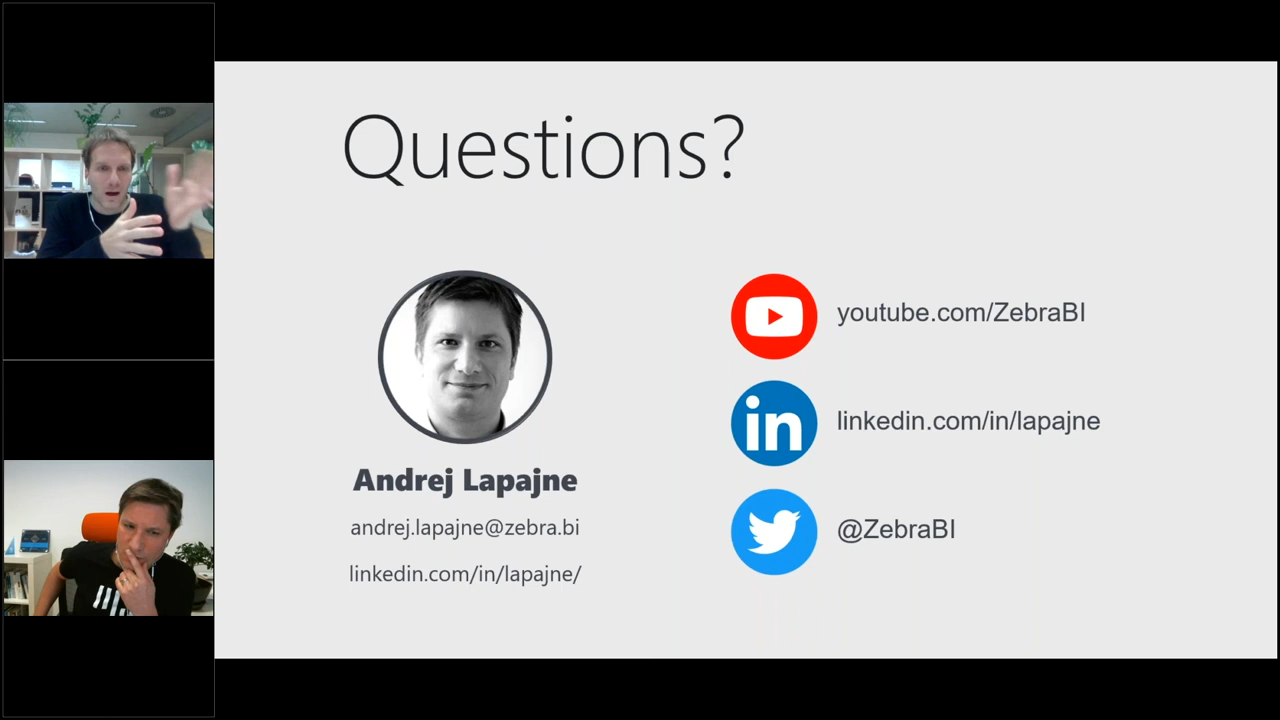 Questions?
Andrej Lapajne
andrej.lapajne@zebra.bi
linkedin.com/in/lapajne/
youtube.com/ZebraBI
in
linkedin.com/in/lapajne
@ZebraBI